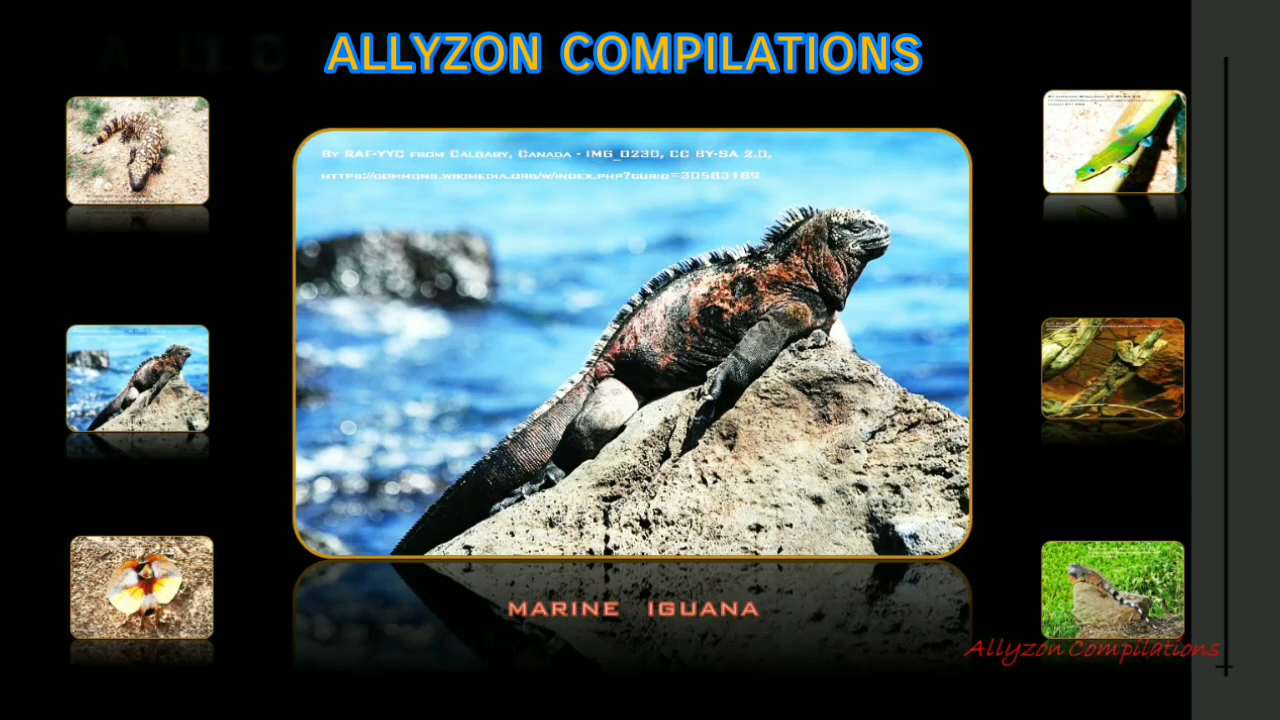 ALLYZON COMPILATIONS
By RAF-YYC from Calgary, Canada - IMG_0230, CC BY-SA 2.0,
https://commons.wikimedia.org/w/index.php?curid=30583189
MARINE IGUANA
Allyzon Compilations